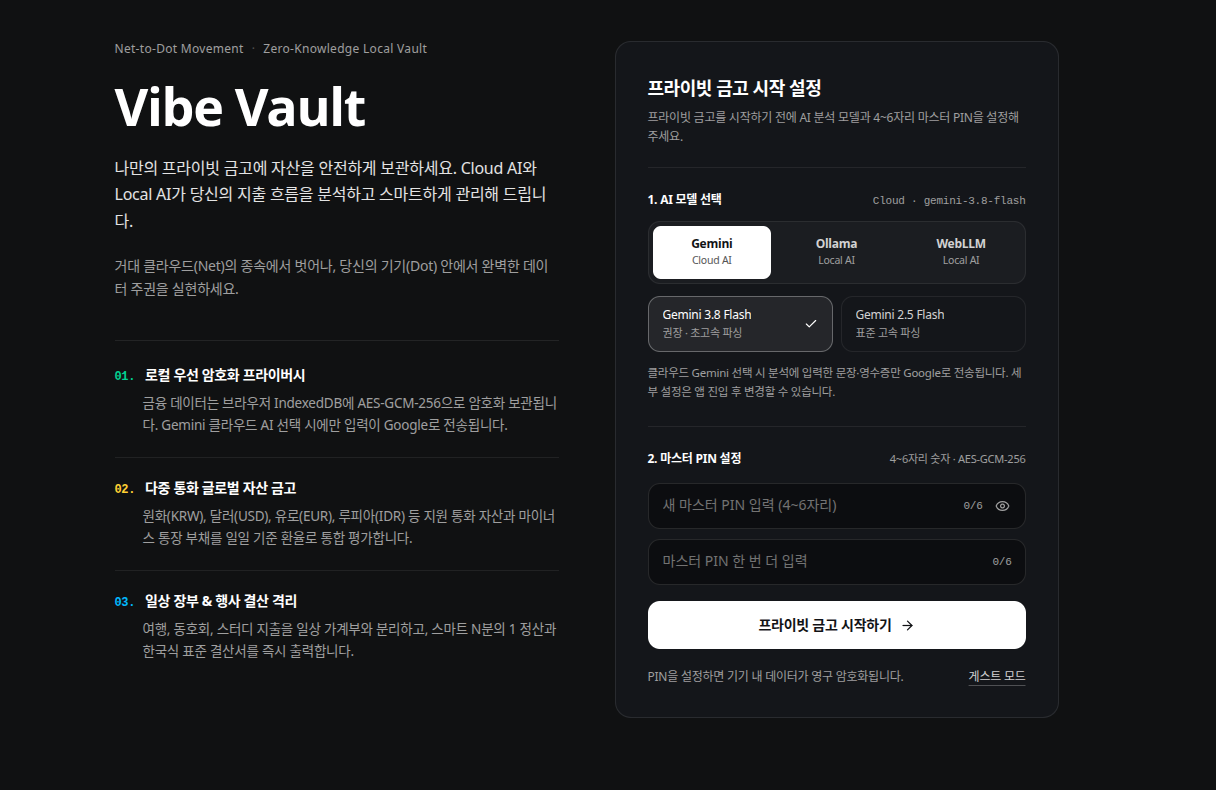 Net-to-Dot Movement · Zero-Knowledge Local Vault
Vibe Vault
나만의 프라이빗 금고에 자산을 안전하게 보관하세요. Cloud AI와
Local AI가 당신의 지출 흐름을 분석하고 스마트하게 관리해 드립니
다.
거대 클라우드(Net)의 종속에서 벗어나, 당신의 기기(Dot) 안에서 완벽한 데이
터 주권을 실현하세요.
01. 로컬 우선 암호화 프라이버시
금융 데이터는 브라우저 IndexedDB에 AES-GCM-256으로 암호화 보관됩니
다. Gemini 클라우드 AI 선택 시에만 입력이 Google로 전송됩니다.
02. 다중 통화 글로벌 자산 금고
원화(KRW), 달러(USD), 유로(EUR), 루피아(IDR) 등 지원 통화 자산과 마이너
스 통장 부채를 일일 기준 환율로 통합 평가합니다.
03. 일상 장부 & 행사 결산 격리
여행, 동호회, 스터디 지출을 일상 가계부와 분리하고, 스마트 N분의 1 정산과
한국식 표준 결산서를 즉시 출력합니다.
프라이빗 금고 시작 설정
프라이빗 금고를 시작하기 전에 AI 분석 모델과 4~6자리 마스터 PIN을 설정해
주세요.
1. AI 모델 선택
Cloud · gemini-3.8-flash
Gemini
Cloud AI
Ollama
Local AI
WebLLM
Local AI
Gemini 3.8 Flash
권장 · 초고속 파싱
Gemini 2.5 Flash
표준 고속 파싱
클라우드 Gemini 선택 시 분석에 입력한 문장·영수증만 Google로 전송됩니다. 세
부 설정은 앱 진입 후 변경할 수 있습니다.
2. 마스터 PIN 설정
4~6자리 숫자 · AES-GCM-256
새 마스터 PIN 입력 (4~6자리)
0/6
마스터 PIN 한 번 더 입력
0/6
프라이빗 금고 시작하기 →
PIN을 설정하면 기기 내 데이터가 영구 암호화됩니다.
게스트 모드